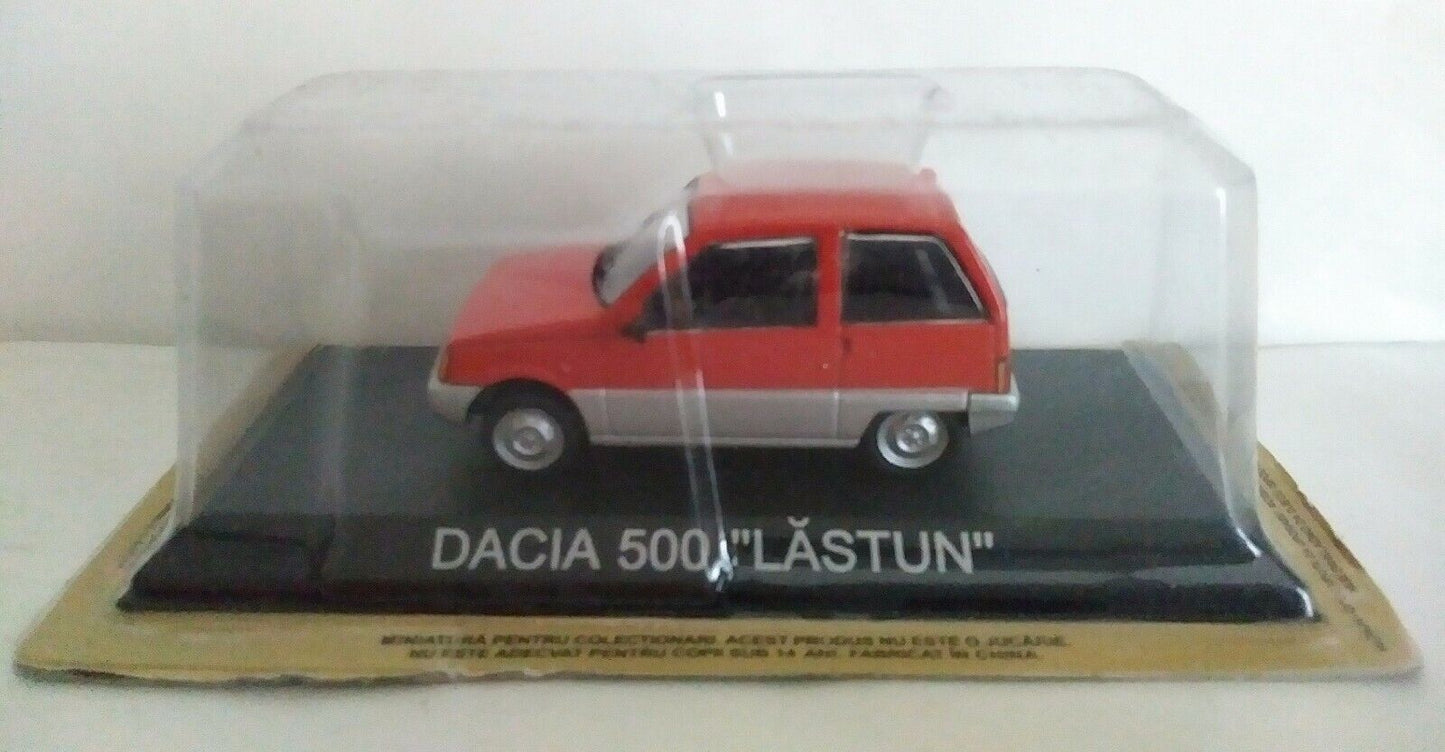 DACIA 500 "LĂSTUN"
MINIATURĂ PENTRU COLECȚIONARI. ACEST PRODUS NU ESTE O JUCĂRIE.
NU ESTE ADECVAT PENTRU COPII SUB 14 ANI. FABRICAT ÎN CHINA.